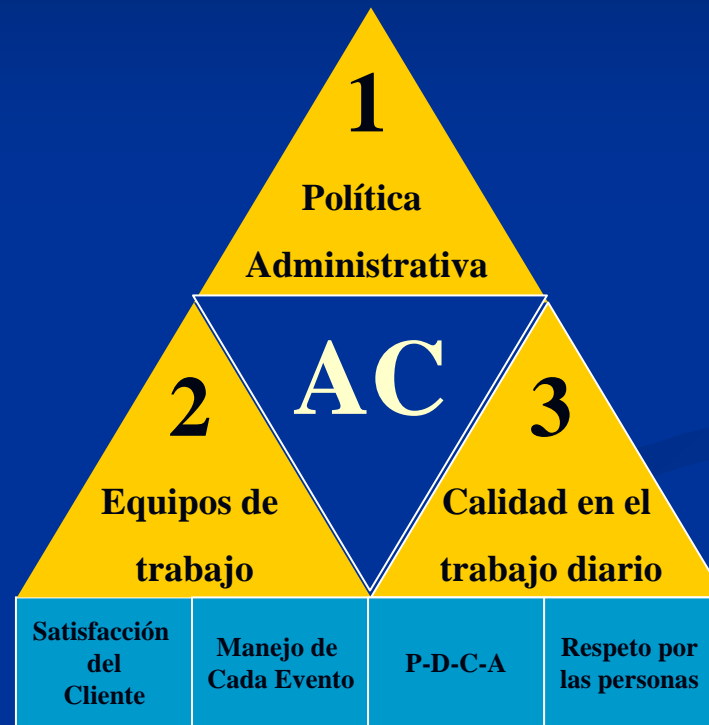 1
Política
Administrativa
AC
2
Equipos de
trabajo
3
Calidad en el
trabajo diario
Satisfacción
del
Cliente
Manejo de
Cada Evento
P-D-C-A
Respeto por
las personas